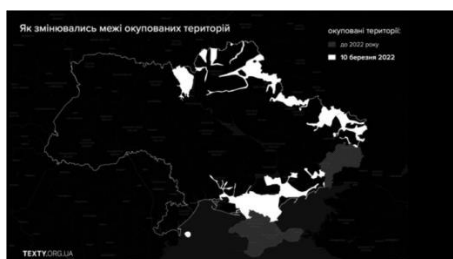 Як змінювались межі окупованих територій
окуповані території:
до 2022 року
10 березня 2022
TEXTY.ORG.UA